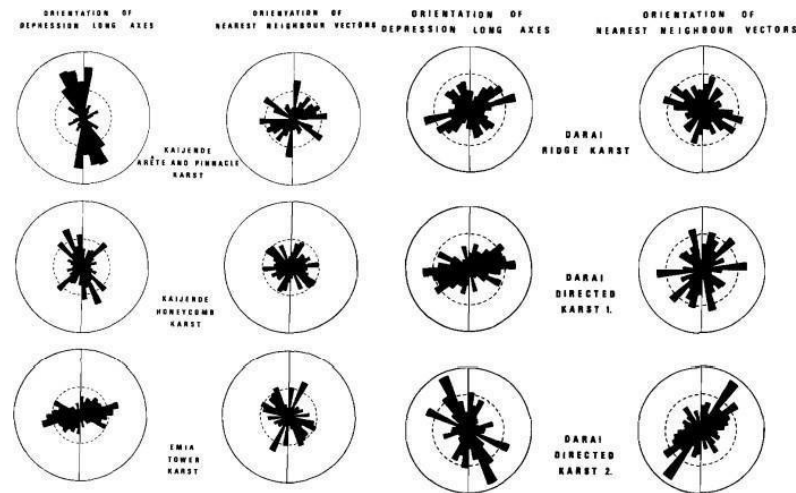 ORIENTATION OF
DEPRESSION LONG AXES
ORIENTATION OF
NEAREST NEIGHBOUR VECTORS
ORIENTATION OF
DEPRESSION LONG AXES
ORIENTATION OF
NEAREST NEIGHBOUR VECTORS
KAIJENDE
ARÊTE AND PINNACLE
KARST
DARAI
RIDGE KARST
KAIJENDE
HONEYCOMB
KARST
DARAI
DIRECTED
KARST 1.
EMIA
TOWER
KARST
DARAI
DIRECTED
KARST 2.